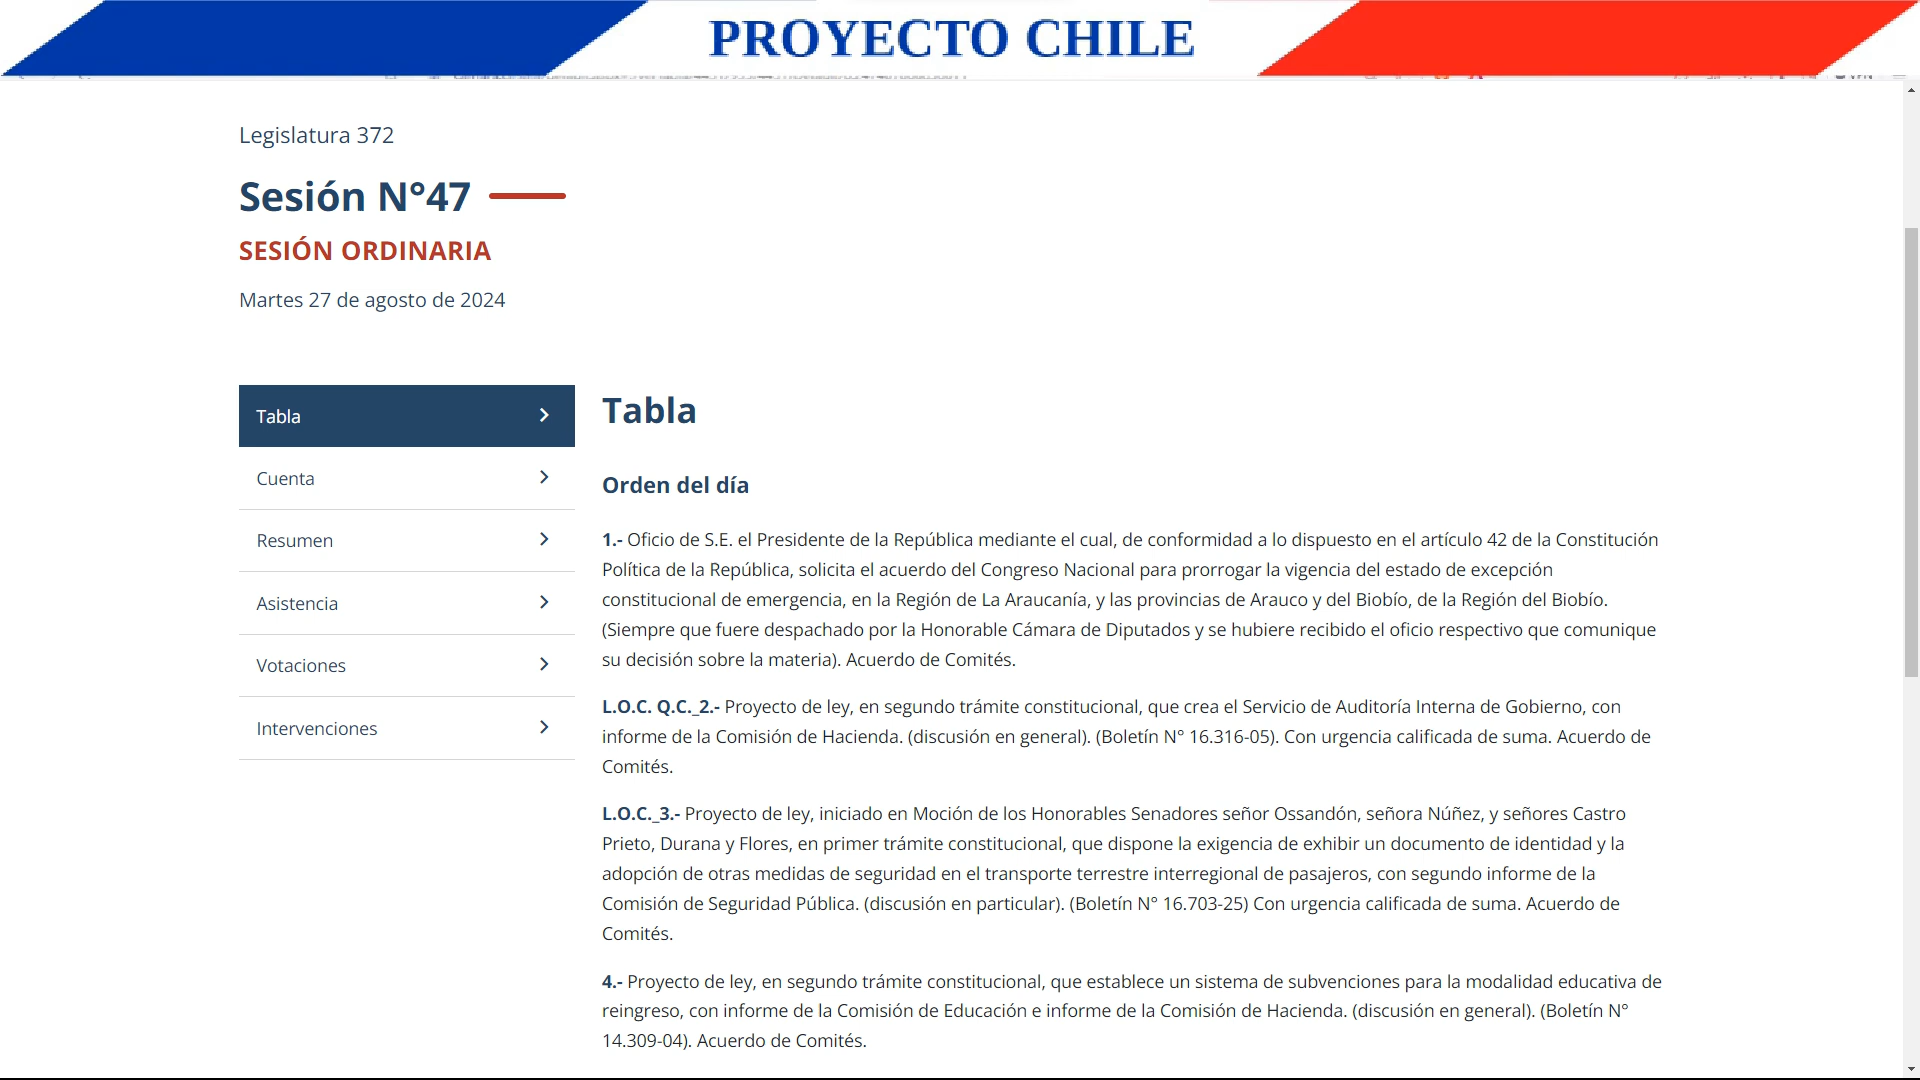 PROYECTO CHILE
Legislatura 372
Sesión N°47
SESIÓN ORDINARIA
Martes 27 de agosto de 2024
Tabla
Cuenta
Resumen
Asistencia
Votaciones
Intervenciones
Tabla
Orden del día
1.- Oficio de S.E. el Presidente de la República mediante el cual, de conformidad a lo dispuesto en el artículo 42 de la Constitución
Política de la República, solicita el acuerdo del Congreso Nacional para prorrogar la vigencia del estado de excepción
constitucional de emergencia, en la Región de La Araucanía, y las provincias de Arauco y del Biobío, de la Región del Biobío.
(Siempre que fuere despachado por la Honorable Cámara de Diputados y se hubiere recibido el oficio respectivo que comunique
su decisión sobre la materia). Acuerdo de Comités.
L.O.C. Q.C._2.- Proyecto de ley, en segundo trámite constitucional, que crea el Servicio de Auditoría Interna de Gobierno, con
informe de la Comisión de Hacienda. (discusión en general). (Boletín N° 16.316-05). Con urgencia calificada de suma. Acuerdo de
Comités.
L.O.C._3.- Proyecto de ley, iniciado en Moción de los Honorables Senadores señor Ossandón, señora Núñez, y señores Castro
Prieto, Durana y Flores, en primer trámite constitucional, que dispone la exigencia de exhibir un documento de identidad y la
adopción de otras medidas de seguridad en el transporte terrestre interregional de pasajeros, con segundo informe de la
Comisión de Seguridad Pública. (discusión en particular). (Boletín N° 16.703-25) Con urgencia calificada de suma. Acuerdo de
Comités.
4.- Proyecto de ley, en segundo trámite constitucional, que establece un sistema de subvenciones para la modalidad educativa de
reingreso, con informe de la Comisión de Educación e informe de la Comisión de Hacienda. (discusión en general). (Boletín N°
14.309-04). Acuerdo de Comités.